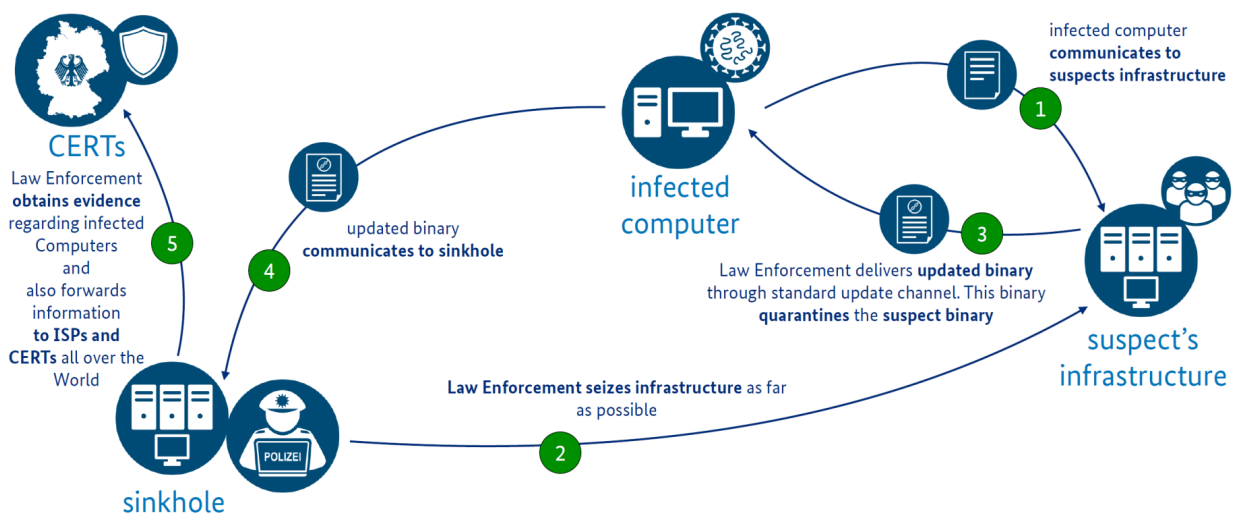 infected computer
communicates to
suspects infrastructure
1
CERTs
Law Enforcement
obtains evidence
regarding infected
Computers
and
also forwards
information
to ISPs and
CERTs all over the
World
5
updated binary
communicates to sinkhole
4
infected
computer
3
Law Enforcement delivers updated binary
through standard update channel. This binary
quarantines the suspect binary
suspect's
infrastructure
Law Enforcement seizes infrastructure as far
as possible
2
POLIZEI
sinkhole